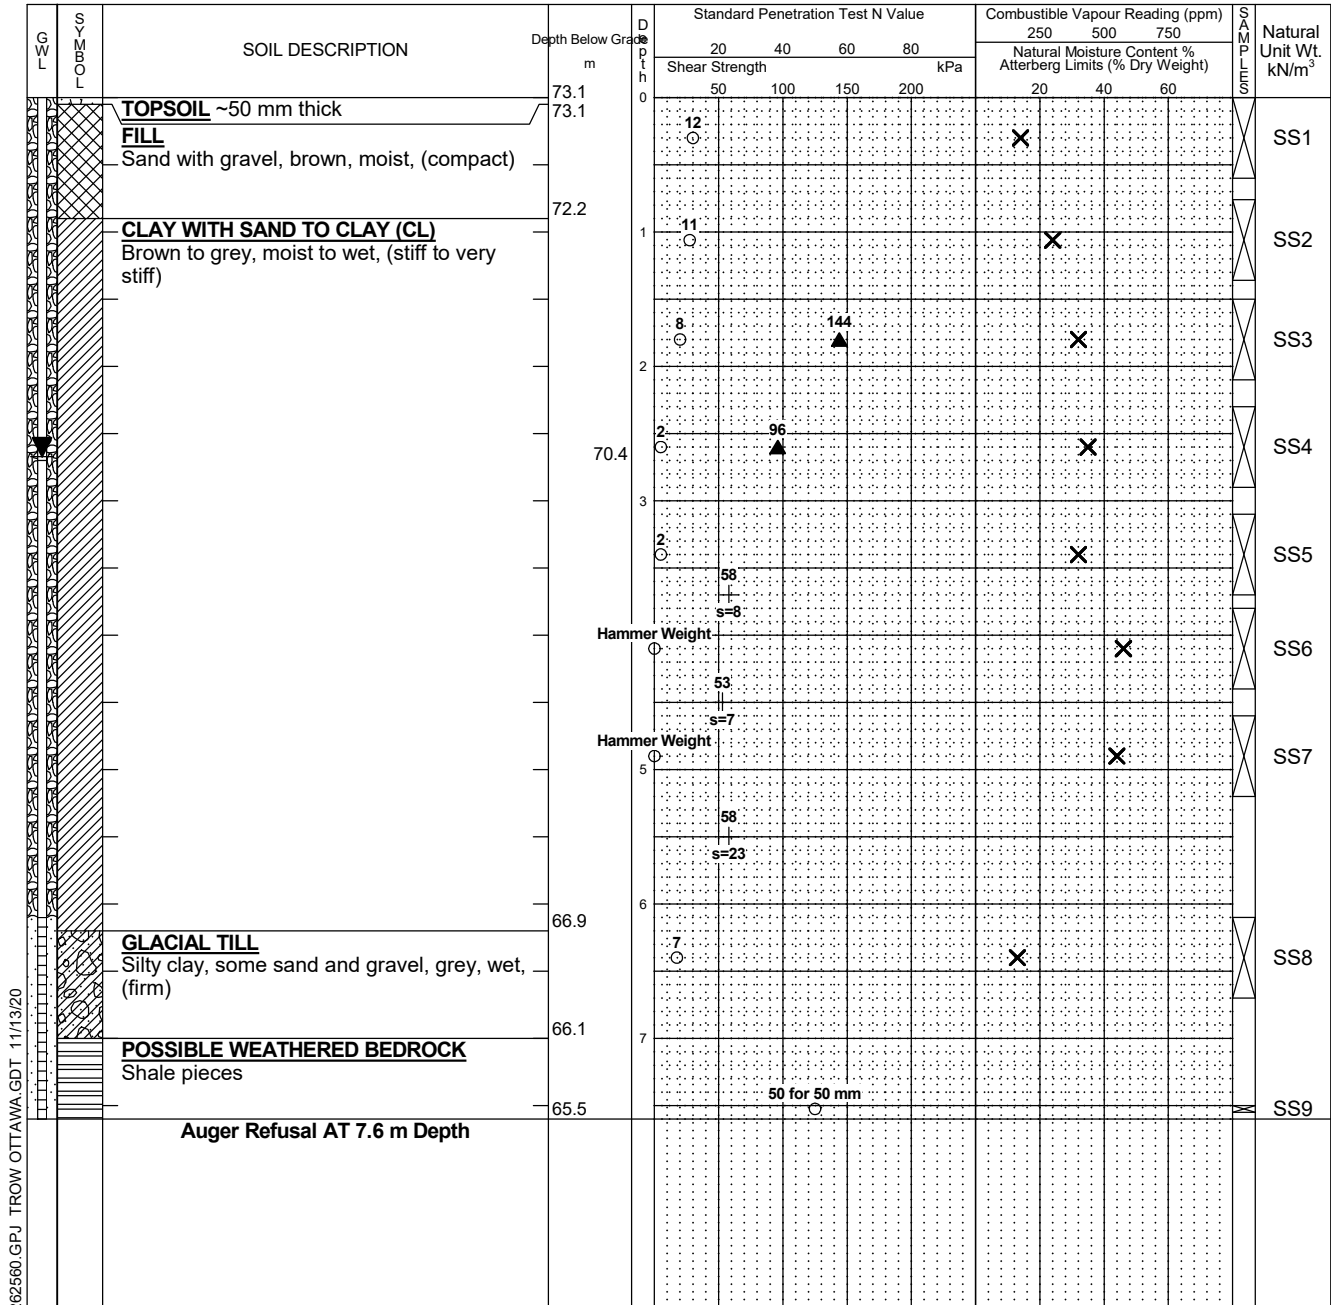 GWL
SYMBOL
SOIL DESCRIPTION
Depth Below Grade
m
Depth
Standard Penetration Test N Value
20 40 60 80
Shear Strength kPa
50 100 150 200
Combustible Vapour Reading (ppm)
250 500 750
Natural Moisture Content %
Atterberg Limits (% Dry Weight)
20 40 60
SAMPLES
Natural
Unit Wt.
kN/m³
73.1
0
TOPSOIL ~50 mm thick
73.1
FILL
12
SS1
Sand with gravel, brown, moist, (compact)
72.2
CLAY WITH SAND TO CLAY (CL)
1
11
SS2
Brown to grey, moist to wet, (stiff to very
stiff)
8
144
SS3
2
2
96
SS4
70.4
3
2
SS5
58
s=8
Hammer Weight
SS6
53
s=7
Hammer Weight
SS7
5
58
s=23
6
66.9
GLACIAL TILL
7
SS8
Silty clay, some sand and gravel, grey, wet,
(firm)
66.1
7
POSSIBLE WEATHERED BEDROCK
Shale pieces
50 for 50 mm
65.5
SS9
Auger Refusal AT 7.6 m Depth
262560.GPJ TROW OTTAWA.GDT 11/13/20